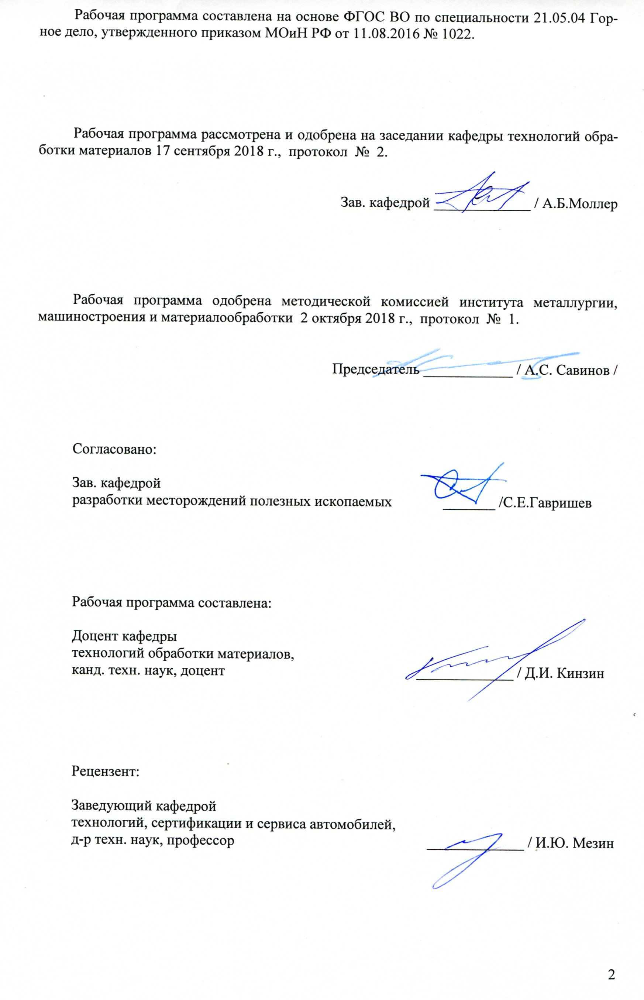 Рабочая программа составлена на основе ФГОС ВО по специальности 21.05.04 Гор-
ное дело, утвержденного приказом МОиН РФ от 11.08.2016 № 1022.
Рабочая программа рассмотрена и одобрена на заседании кафедры технологий обра-
ботки материалов 17 сентября 2018 г., протокол № 2.
Зав. кафедрой ____________ / А.Б.Моллер
Рабочая программа одобрена методической комиссией института металлургии,
машиностроения и материалообработки 2 октября 2018 г., протокол № 1.
Председатель ____________ / А.С. Савинов /
Согласовано:
Зав. кафедрой
разработки месторождений полезных ископаемых _______ /С.Е.Гавришев
Рабочая программа составлена:
Доцент кафедры
технологий обработки материалов,
канд. техн. наук, доцент _____________ / Д.И. Кинзин
Рецензент:
Заведующий кафедрой
технологий, сертификации и сервиса автомобилей,
д-р техн. наук, профессор _____________ / И.Ю. Мезин
2